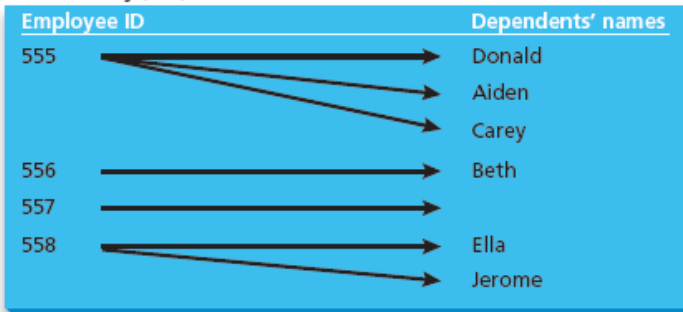 Employee ID Dependents' names
555 Donald
Aiden
Carey
556 Beth
557
558 Ella
Jerome